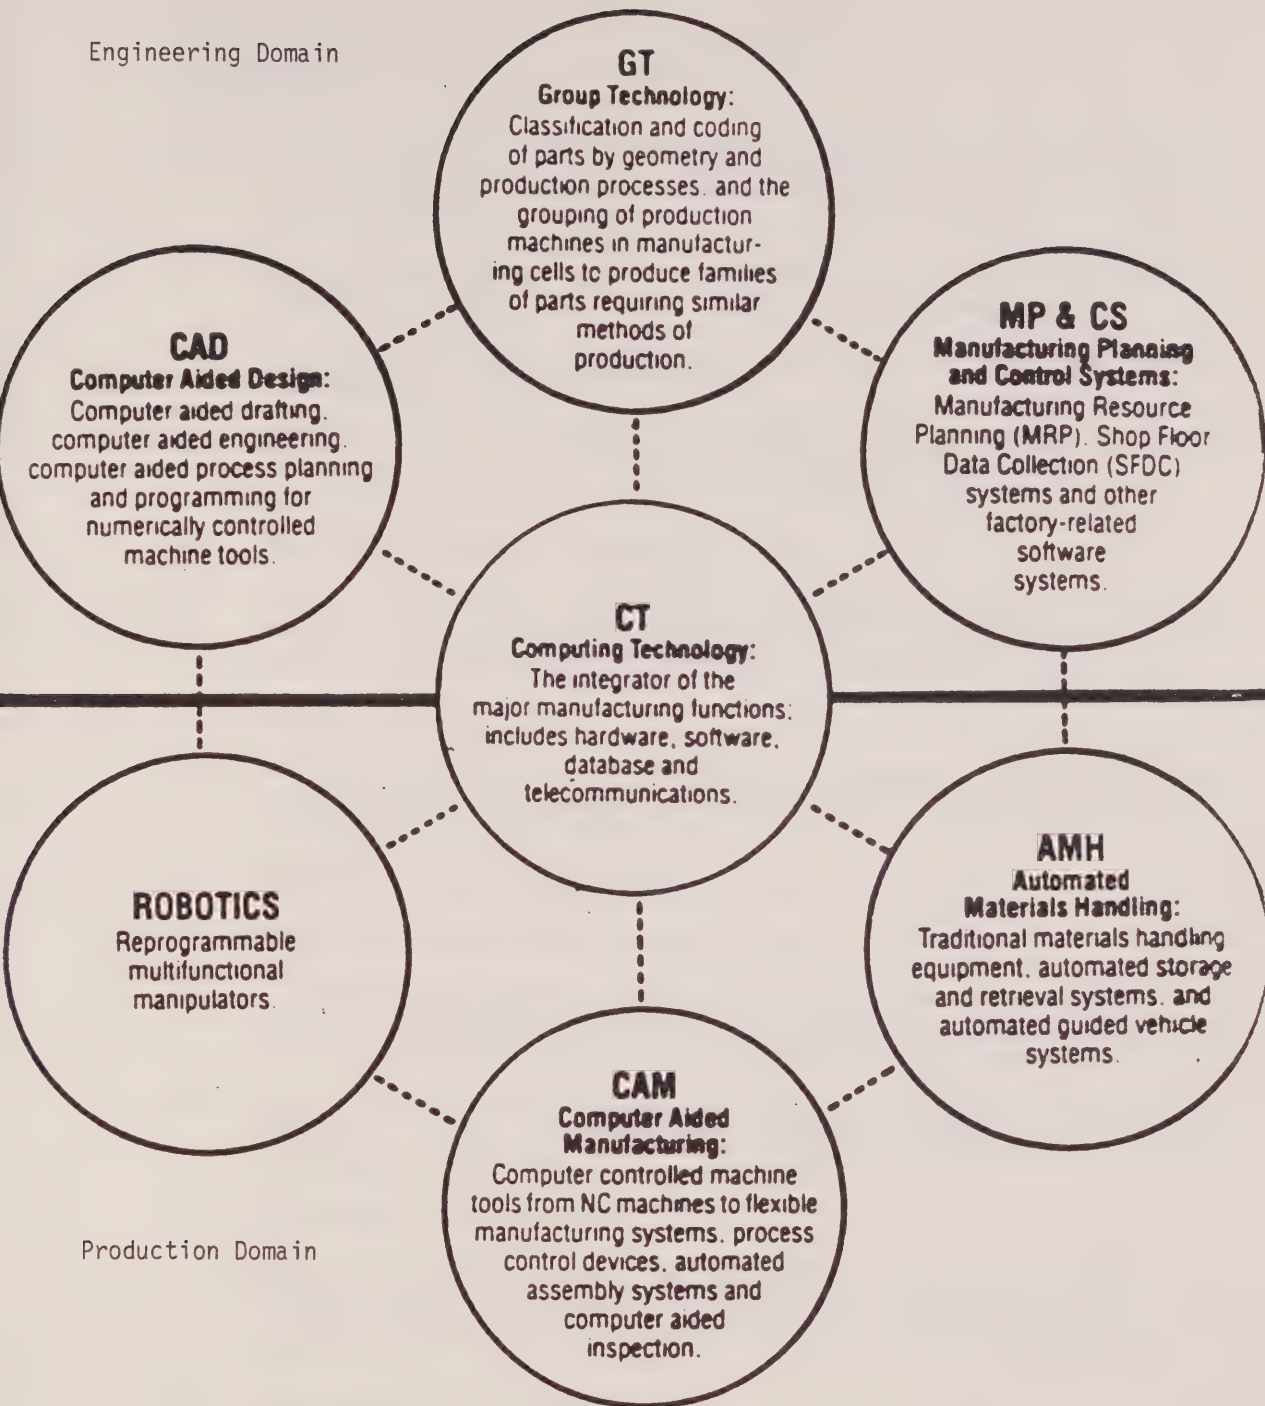 Engineering Domain
GT
Group Technology:
Classification and coding
of parts by geometry and
production processes, and the
grouping of production
machines in manufactur-
ing cells to produce families
of parts requiring similar
methods of
production.
CAD
Computer Aided Design:
Computer aided drafting,
computer aided engineering,
computer aided process planning
and programming for
numerically controlled
machine tools.
MP & CS
Manufacturing Planning
and Control Systems:
Manufacturing Resource
Planning (MRP), Shop Floor
Data Collection (SFDC)
systems and other
factory-related
software
systems.
CT
Computing Technology:
The integrator of the
major manufacturing functions;
includes hardware, software,
database and
telecommunications.
ROBOTICS
Reprogrammable
multifunctional
manipulators.
AMH
Automated
Materials Handling:
Traditional materials handling
equipment, automated storage
and retrieval systems, and
automated guided vehicle
systems.
CAM
Computer Aided
Manufacturing:
Computer controlled machine
tools from NC machines to flexible
manufacturing systems, process
control devices, automated
assembly systems and
computer aided
inspection.
Production Domain